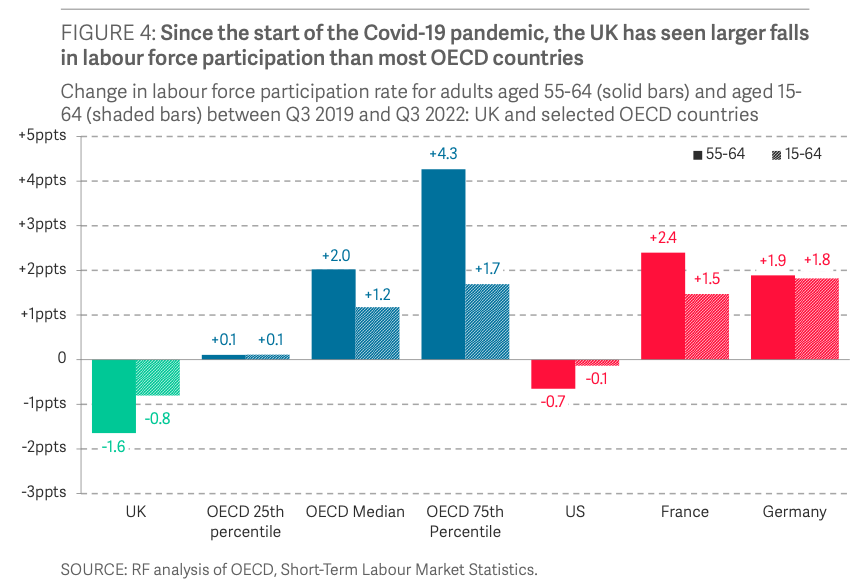 FIGURE 4: Since the start of the Covid-19 pandemic, the UK has seen larger falls
in labour force participation than most OECD countries
Change in labour force participation rate for adults aged 55-64 (solid bars) and aged 15-
64 (shaded bars) between Q3 2019 and Q3 2022: UK and selected OECD countries
+5ppts
+4ppts
+3ppts
+2ppts
+1ppts
0
-1ppts
-2ppts
-3ppts
55-64
15-64
-1.6
-0.8
+0.1
+0.1
+2.0
+1.2
+4.3
+1.7
-0.7
-0.1
+2.4
+1.5
+1.9
+1.8
UK
OECD 25th
percentile
OECD Median
OECD 75th
Percentile
US
France
Germany
SOURCE: RF analysis of OECD, Short-Term Labour Market Statistics.